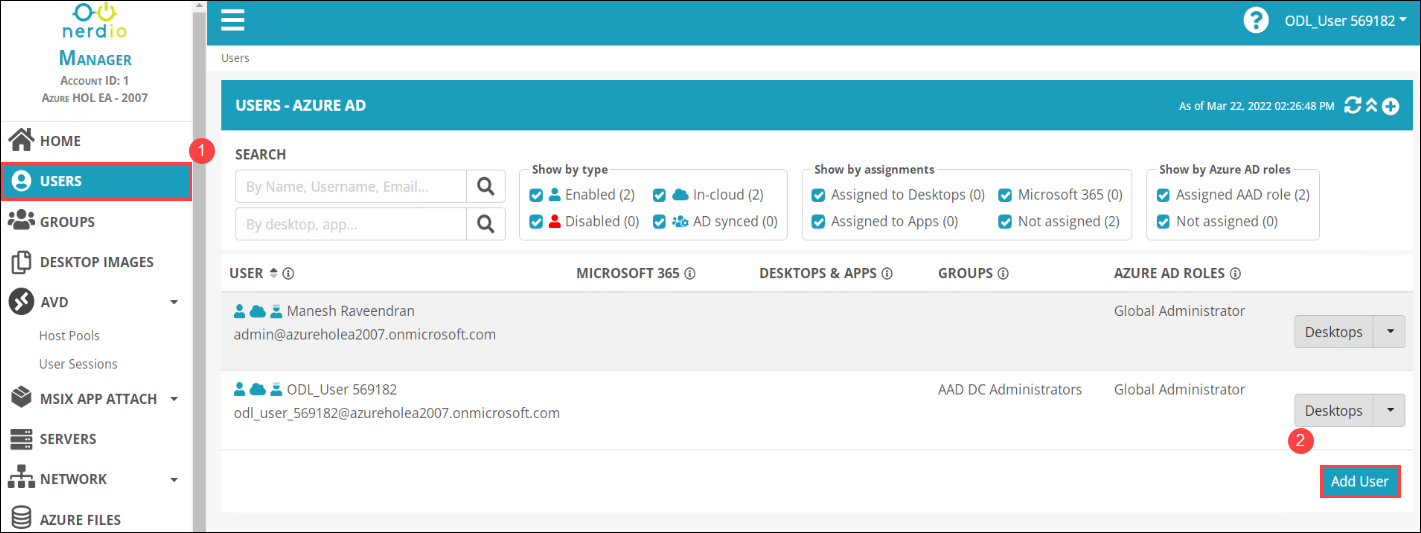 nerdio
MANAGER
ACCOUNT ID: 1
AZURE HOL EA - 2007
HOME
1
USERS
GROUPS
DESKTOP IMAGES
AVD
Host Pools
User Sessions
MSIX APP ATTACH
SERVERS
NETWORK
AZURE FILES
? ODL_User 569182
Users
USERS - AZURE AD As of Mar 22, 2022 02:26:48 PM
SEARCH
By Name, Username, Email...
By desktop, app...
Show by type
Enabled (2) In-cloud (2)
Disabled (0) AD synced (0)
Show by assignments
Assigned to Desktops (0) Microsoft 365 (0)
Assigned to Apps (0) Not assigned (2)
Show by Azure AD roles
Assigned AAD role (2)
Not assigned (0)
USER MICROSOFT 365 DESKTOPS & APPS GROUPS AZURE AD ROLES
Manesh Raveendran Global Administrator
admin@azureholea2007.onmicrosoft.com Desktops
ODL_User 569182 AAD DC Administrators Global Administrator
odl_user_569182@azureholea2007.onmicrosoft.com Desktops
2
Add User